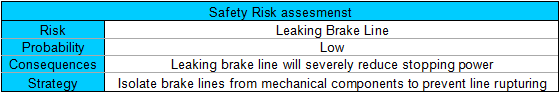 Safety Risk assesmenst
Risk Leaking Brake Line
Probability Low
Consequences Leaking brake line will severely reduce stopping power
Strategy Isolate brake lines from mechanical components to prevent line rupturing